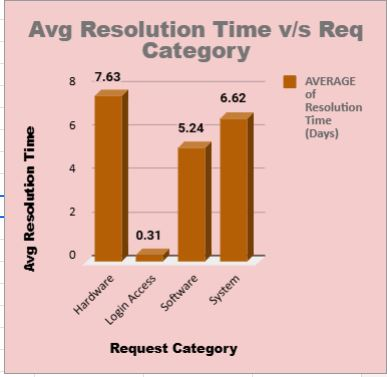 Avg Resolution Time v/s Req
Category
8
6
4
2
0
Avg Resolution Time
7.63
0.31
5.24
6.62
Hardware
Login Access
Software
System
Request Category
AVERAGE
of
Resolution
Time
(Days)